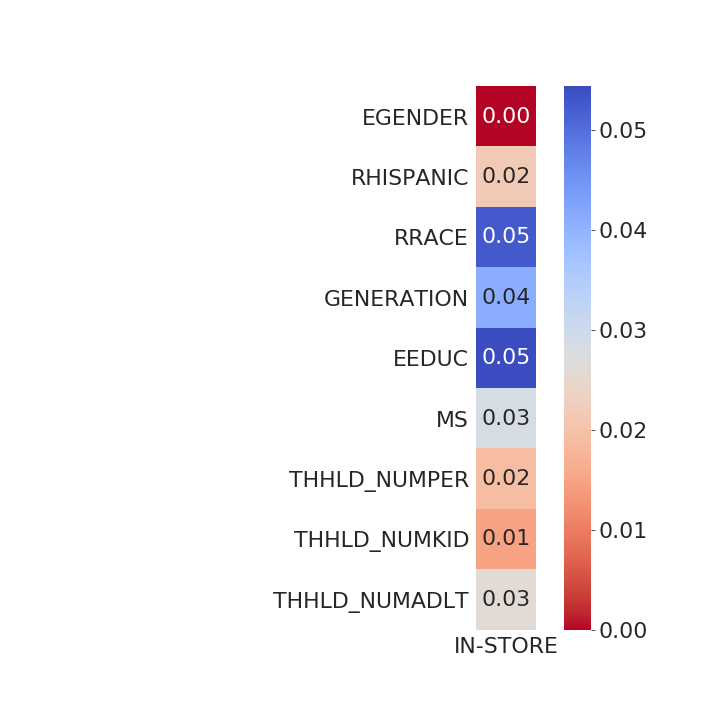 EGENDER 0.00
RHISPANIC 0.02
RRACE 0.05
GENERATION 0.04
EEDUC 0.05
MS 0.03
THHLD_NUMPER 0.02
THHLD_NUMKID 0.01
THHLD_NUMADLT 0.03
IN-STORE
0.05
0.04
0.03
0.02
0.01
0.00